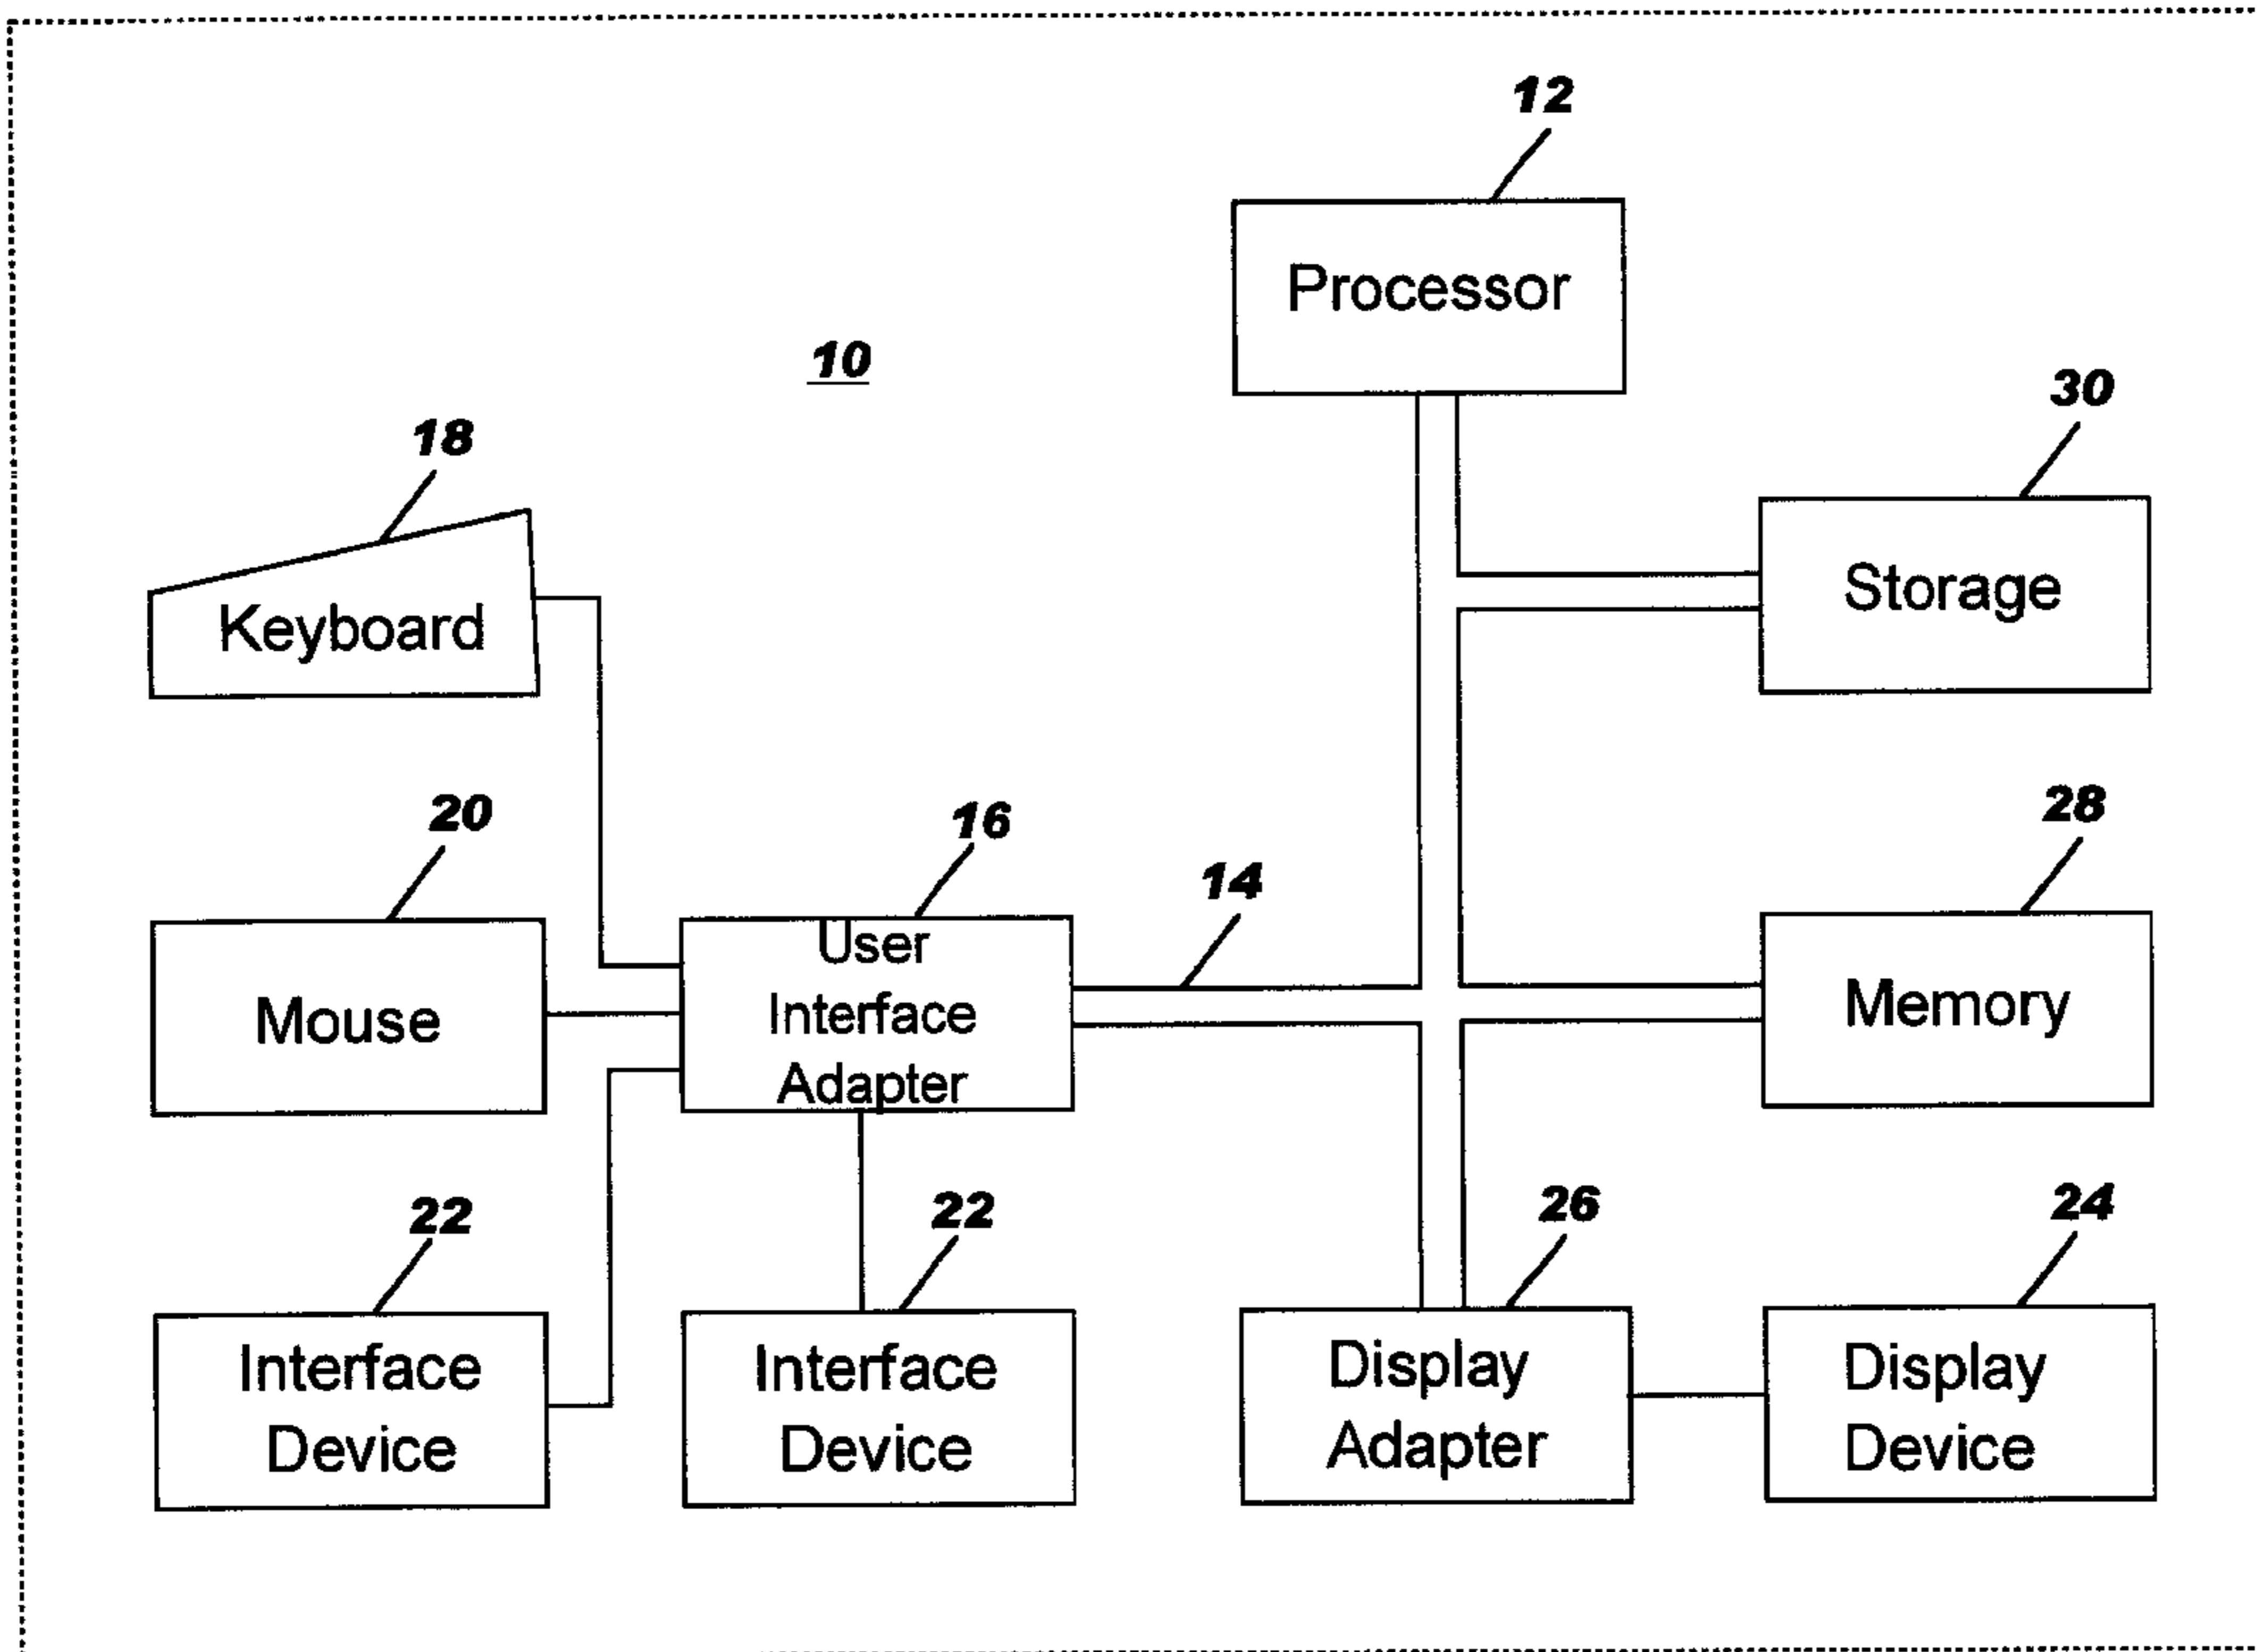 12
Processor
10
30
Storage
18
Keyboard
20
Mouse
16
User
Interface
Adapter
14
28
Memory
22
Interface
Device
22
Interface
Device
26
Display
Adapter
24
Display
Device